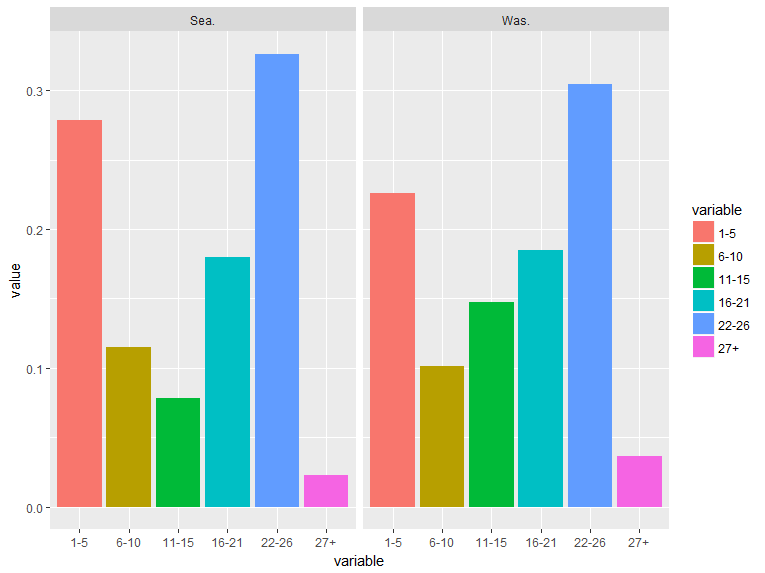 Sea. Was.
value
0.3
0.2
0.1
0.0
1-5 6-10 11-15 16-21 22-26 27+ 1-5 6-10 11-15 16-21 22-26 27+
variable
variable
1-5
6-10
11-15
16-21
22-26
27+